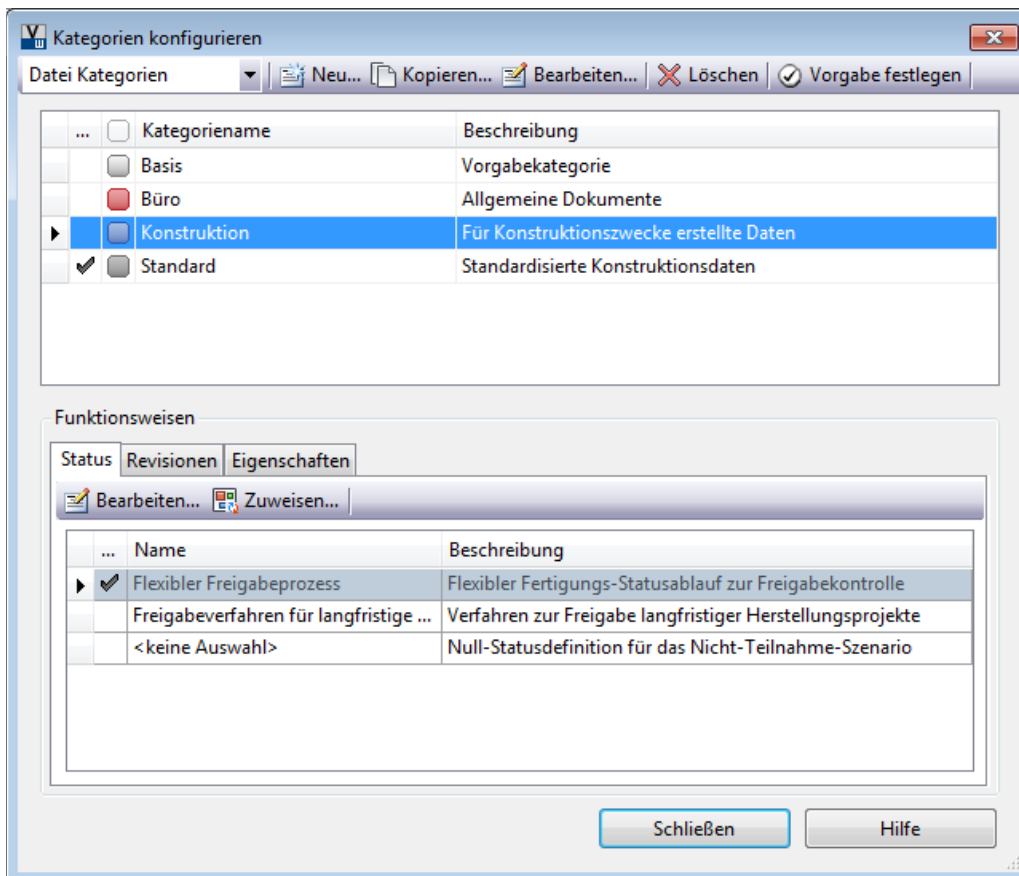 Kategorien konfigurieren
Datei Kategorien Neu... Kopieren... Bearbeiten... Löschen Vorgabe festlegen
... Kategoriename Beschreibung
Basis Vorgabekategorie
Büro Allgemeine Dokumente
Konstruktion Für Konstruktionszwecke erstellte Daten
Standard Standardisierte Konstruktionsdaten
Funktionsweisen
Status Revisionen Eigenschaften
Bearbeiten... Zuweisen...
... Name Beschreibung
Flexibler Freigabeprozess Flexibler Fertigungs-Statusablauf zur Freigabekontrolle
Freigabeverfahren für langfristige ... Verfahren zur Freigabe langfristiger Herstellungsprojekte
<keine Auswahl> Null-Statusdefinition für das Nicht-Teilnahme-Szenario
Schließen Hilfe